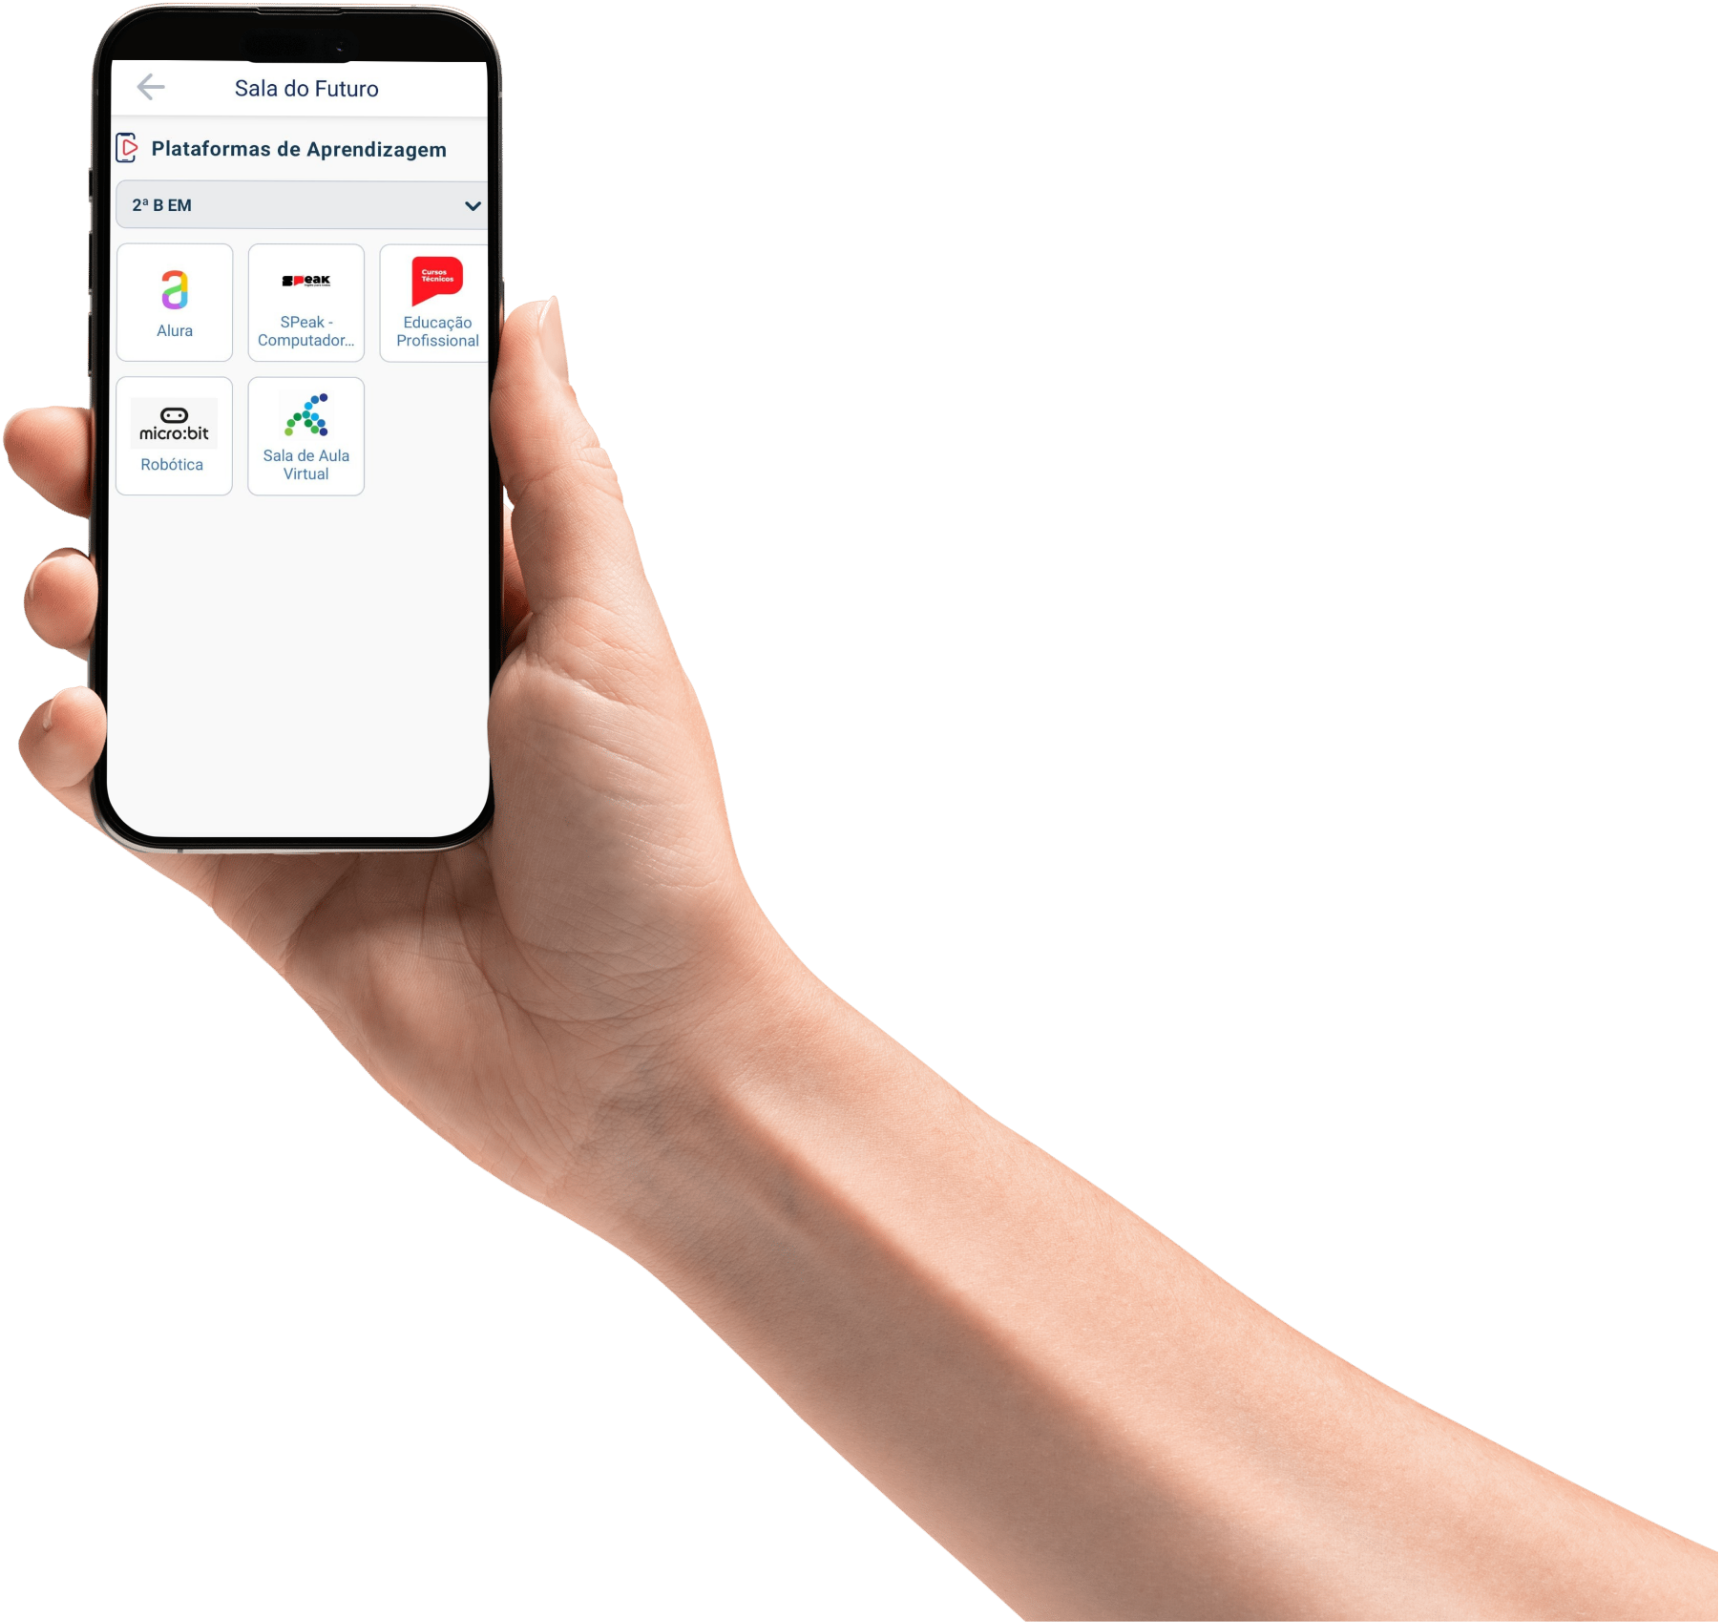 Sala do Futuro
Plataformas de Aprendizagem
2ª B EM
a
Alura
SPeak
SPeak -
Computador...
Cursos
Técnicos
Educação
Profissional
micro:bit
Robótica
Sala de Aula
Virtual